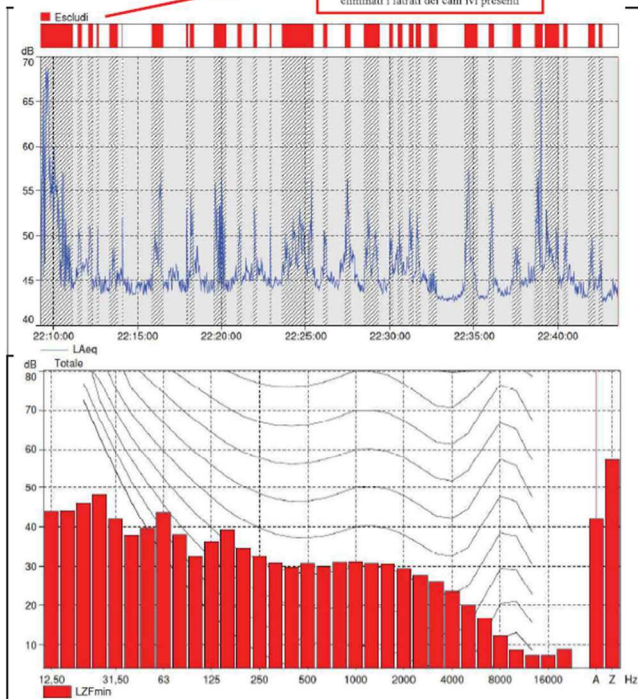 Escludi
eliminati i latrati dei cani ivi presenti
dB
70
65
60
55
50
45
40
22:10:00 22:15:00 22:20:00 22:25:00 22:30:00 22:35:00 22:40:00
LAeq
dB Totale
80
70
60
50
40
30
20
10
12,50 31,50 63 125 250 500 1000 2000 4000 8000 16000 A Z Hz
LZFmin